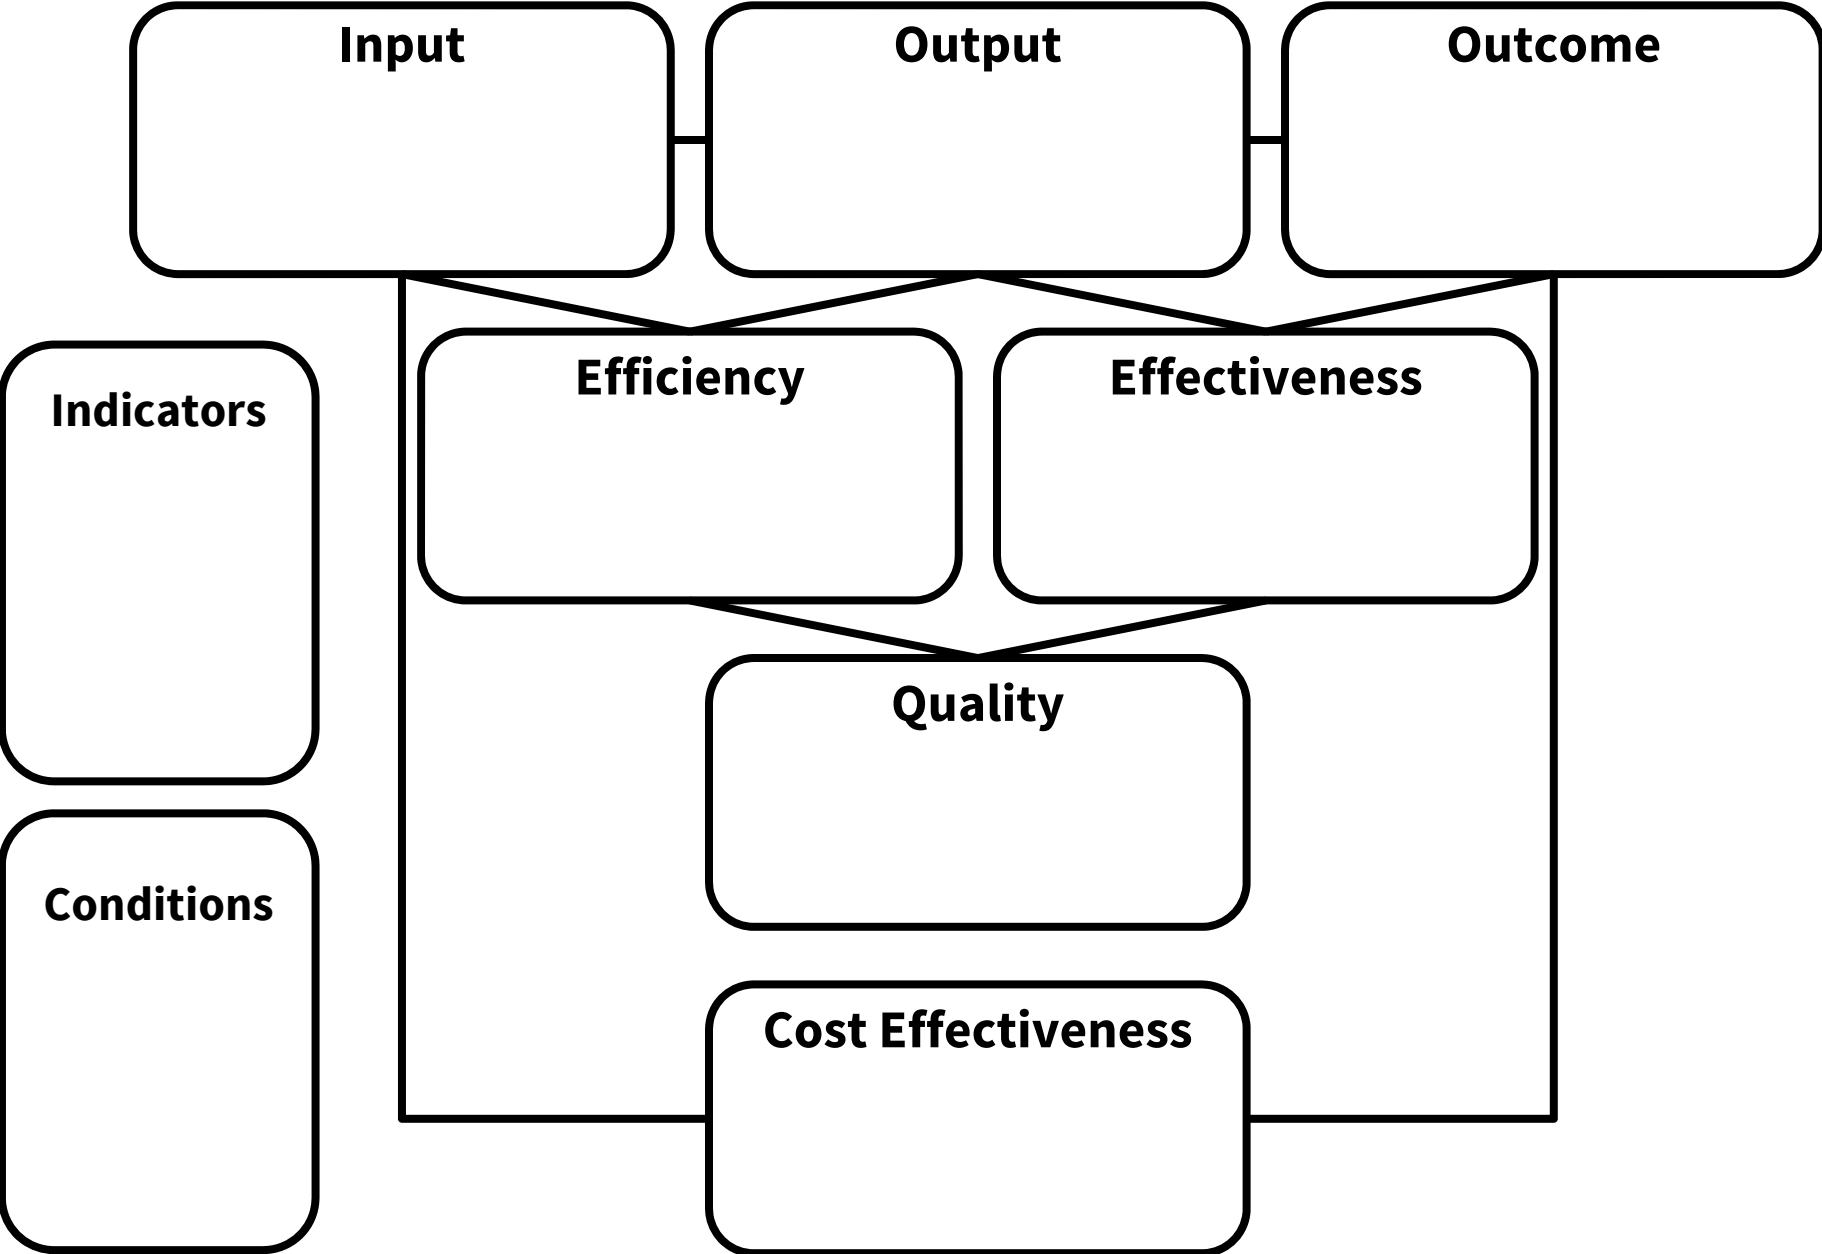 Input
Output
Outcome
Efficiency
Effectiveness
Indicators
Quality
Conditions
Cost Effectiveness